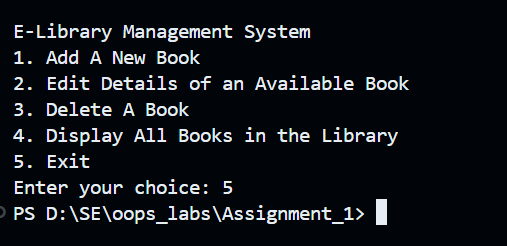 E-Library Management System
1. Add A New Book
2. Edit Details of an Available Book
3. Delete A Book
4. Display All Books in the Library
5. Exit
Enter your choice: 5
PS D:\SE\oops_labs\Assignment_1>